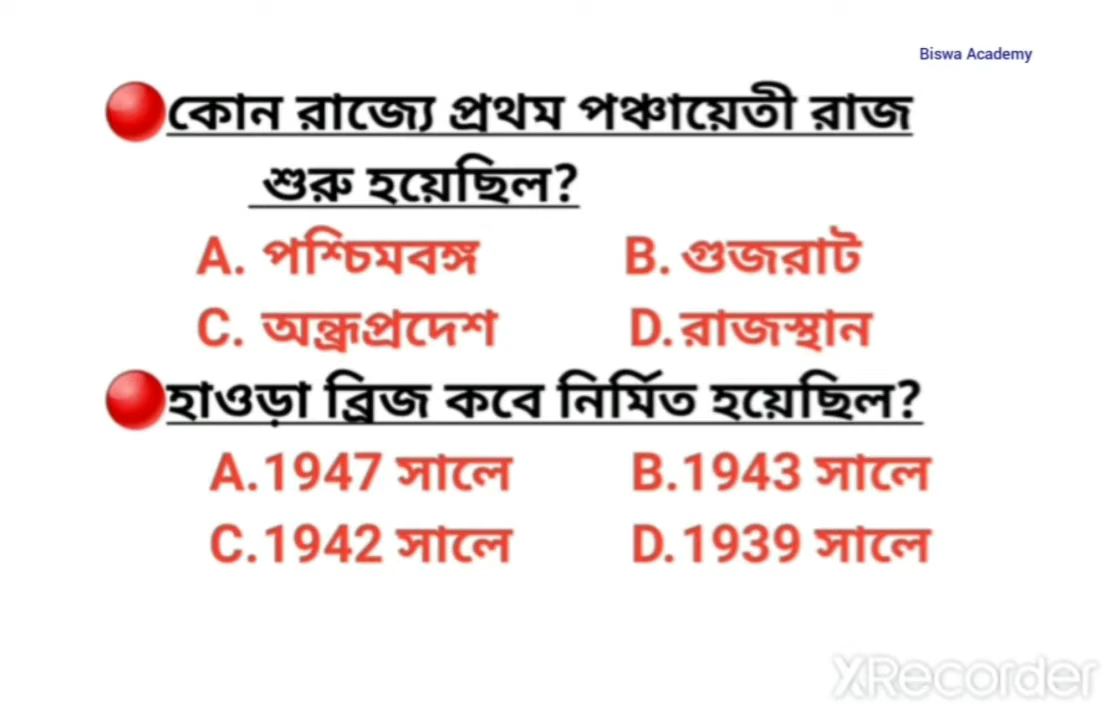 Biswa Academy
কোন রাজ্যে প্রথম পঞ্চায়েতী রাজ
শুরু হয়েছিল?
A. পশ্চিমবঙ্গ B. গুজরাট
C. অন্ধ্রপ্রদেশ D. রাজস্থান
হাওড়া ব্রিজ কবে নির্মিত হয়েছিল?
A. 1947 সালে B. 1943 সালে
C. 1942 সালে D. 1939 সালে
XRecorder